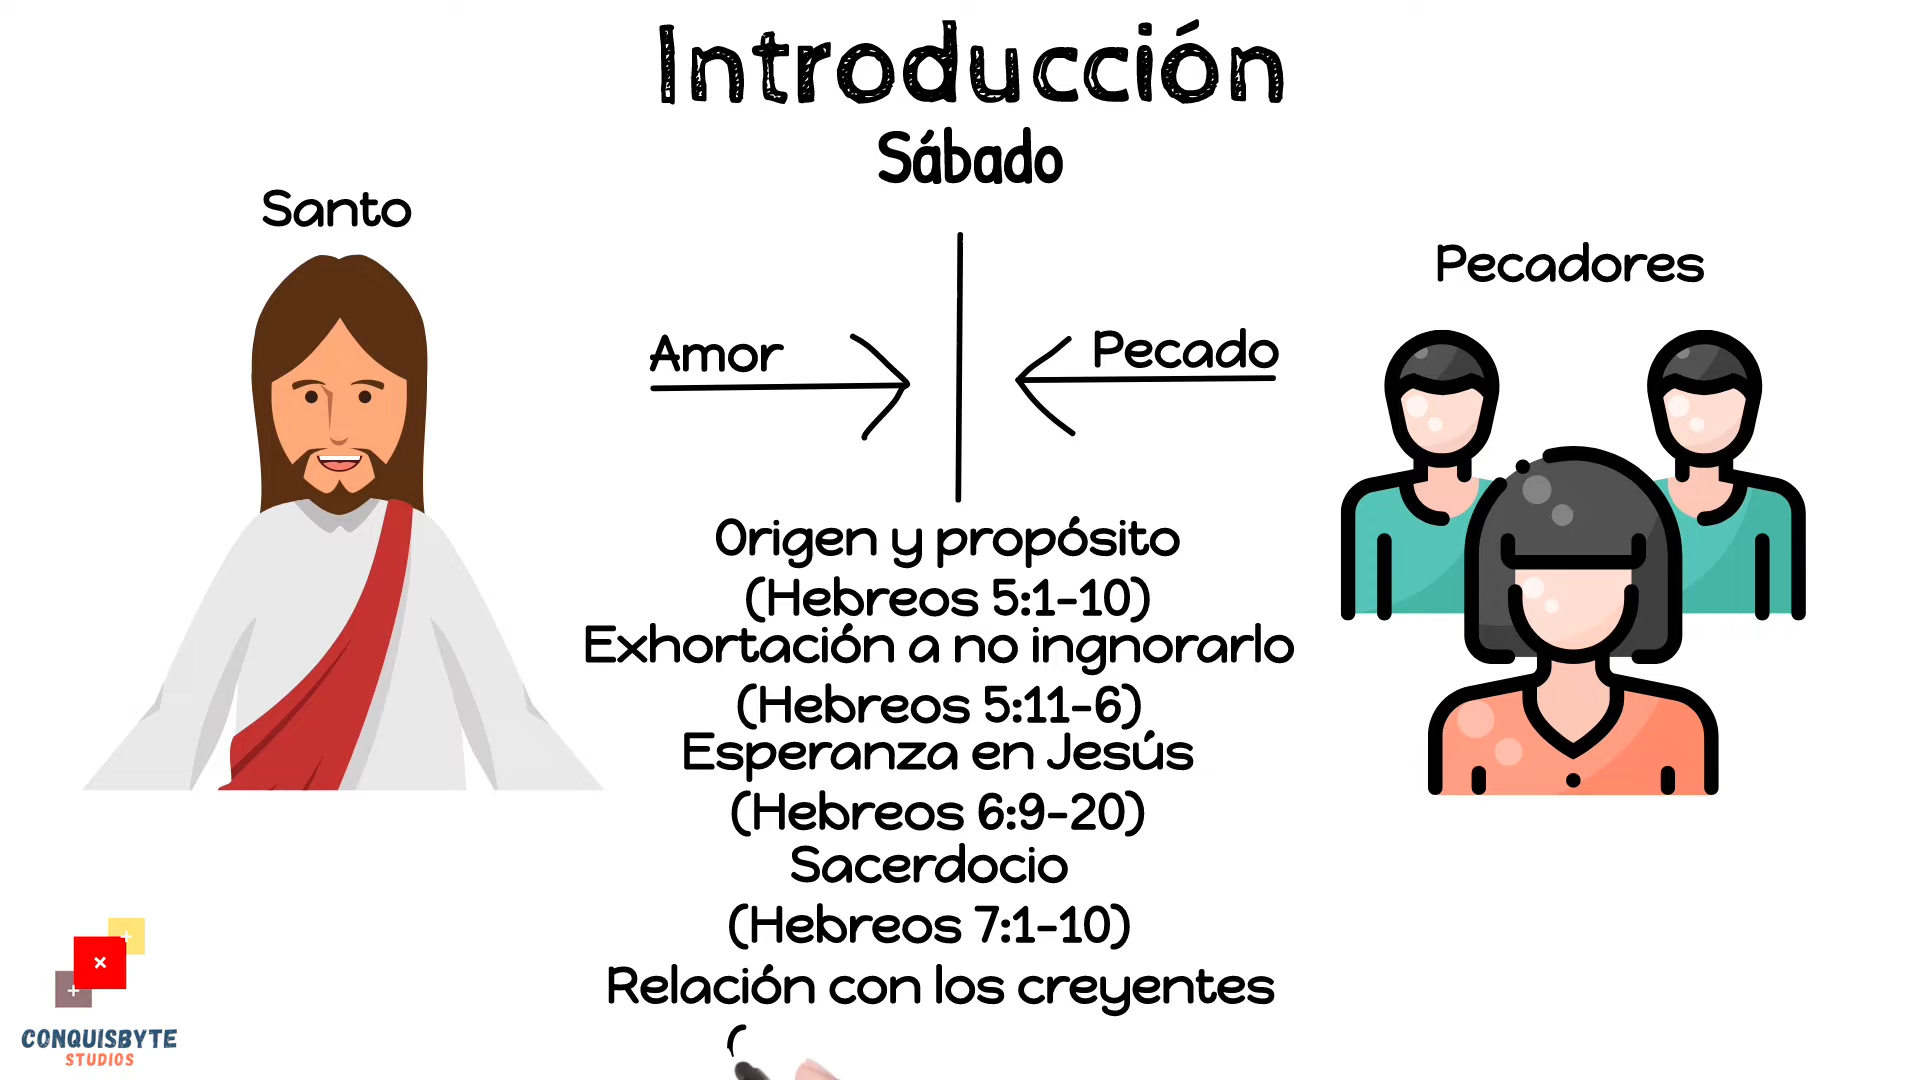 Introducción
Sábado
Santo
Pecadores
Amor
Pecado
Origen y propósito
(Hebreos 5:1-10)
Exhortación a no ingnorarlo
(Hebreos 5:11-6)
Esperanza en Jesús
(Hebreos 6:9-20)
Sacerdocio
(Hebreos 7:1-10)
Relación con los creyentes
(
CONQUISBYTE
STUDIOS